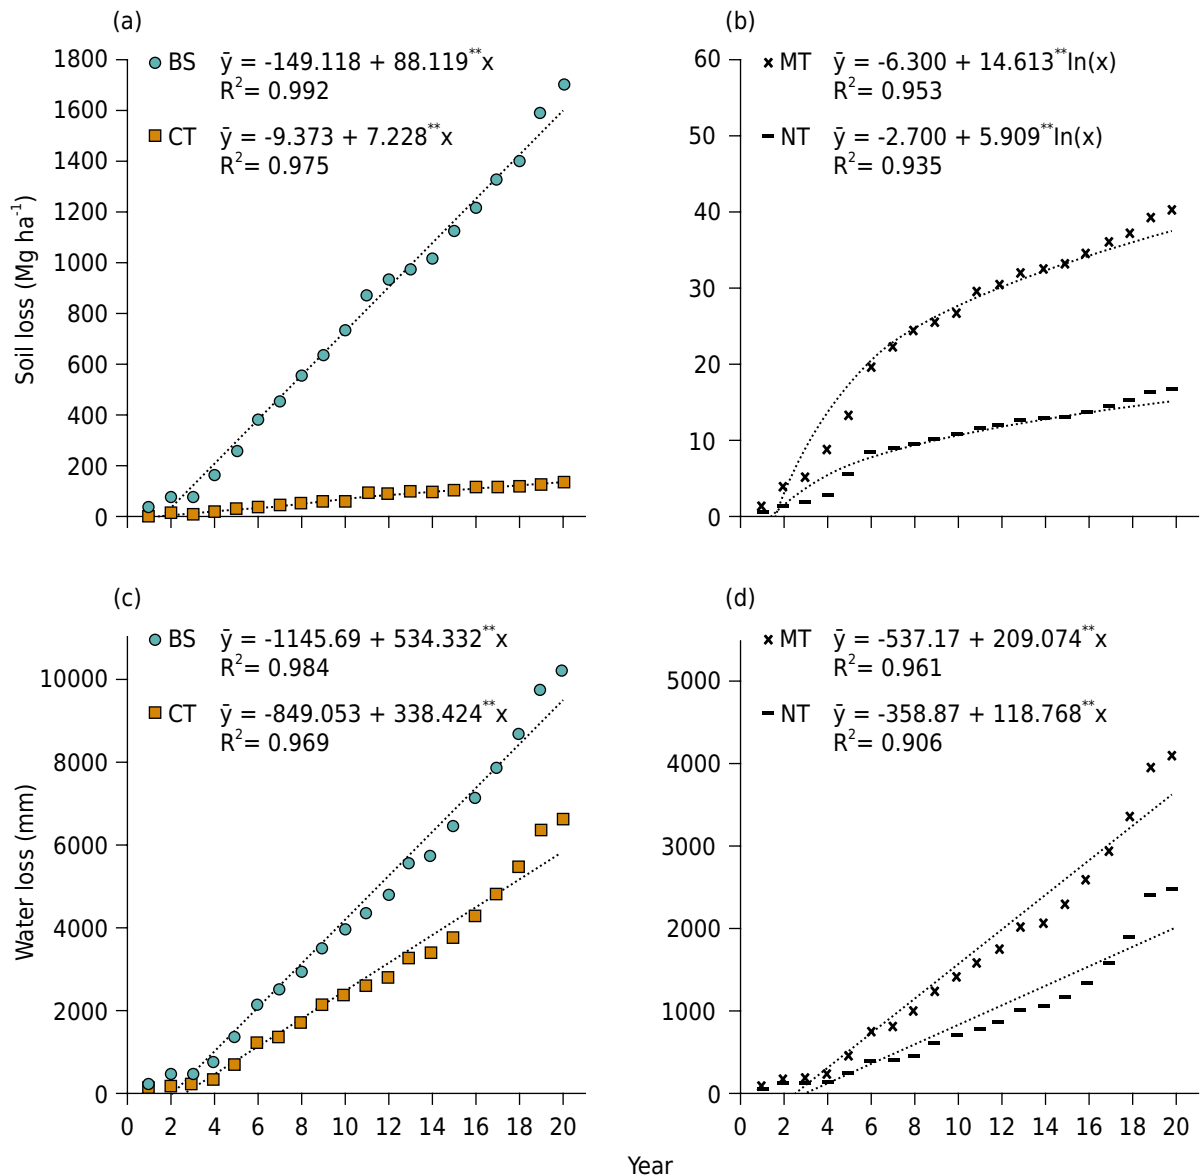 (a)
1800
1600
1400
1200
1000
800
600
400
200
0
Soil loss (Mg ha⁻¹)
BS ȳ = -149.118 + 88.119**x
R² = 0.992
CT ȳ = -9.373 + 7.228**x
R² = 0.975
(b)
60
50
40
30
20
10
0
MT ȳ = -6.300 + 14.613**ln(x)
R² = 0.953
NT ȳ = -2.700 + 5.909**ln(x)
R² = 0.935
(c)
10000
8000
6000
4000
2000
0
Water loss (mm)
BS ȳ = -1145.69 + 534.332**x
R² = 0.984
CT ȳ = -849.053 + 338.424**x
R² = 0.969
0 2 4 6 8 10 12 14 16 18 20
(d)
5000
4000
3000
2000
1000
0
MT ȳ = -537.17 + 209.074**x
R² = 0.961
NT ȳ = -358.87 + 118.768**x
R² = 0.906
0 2 4 6 8 10 12 14 16 18 20
Year